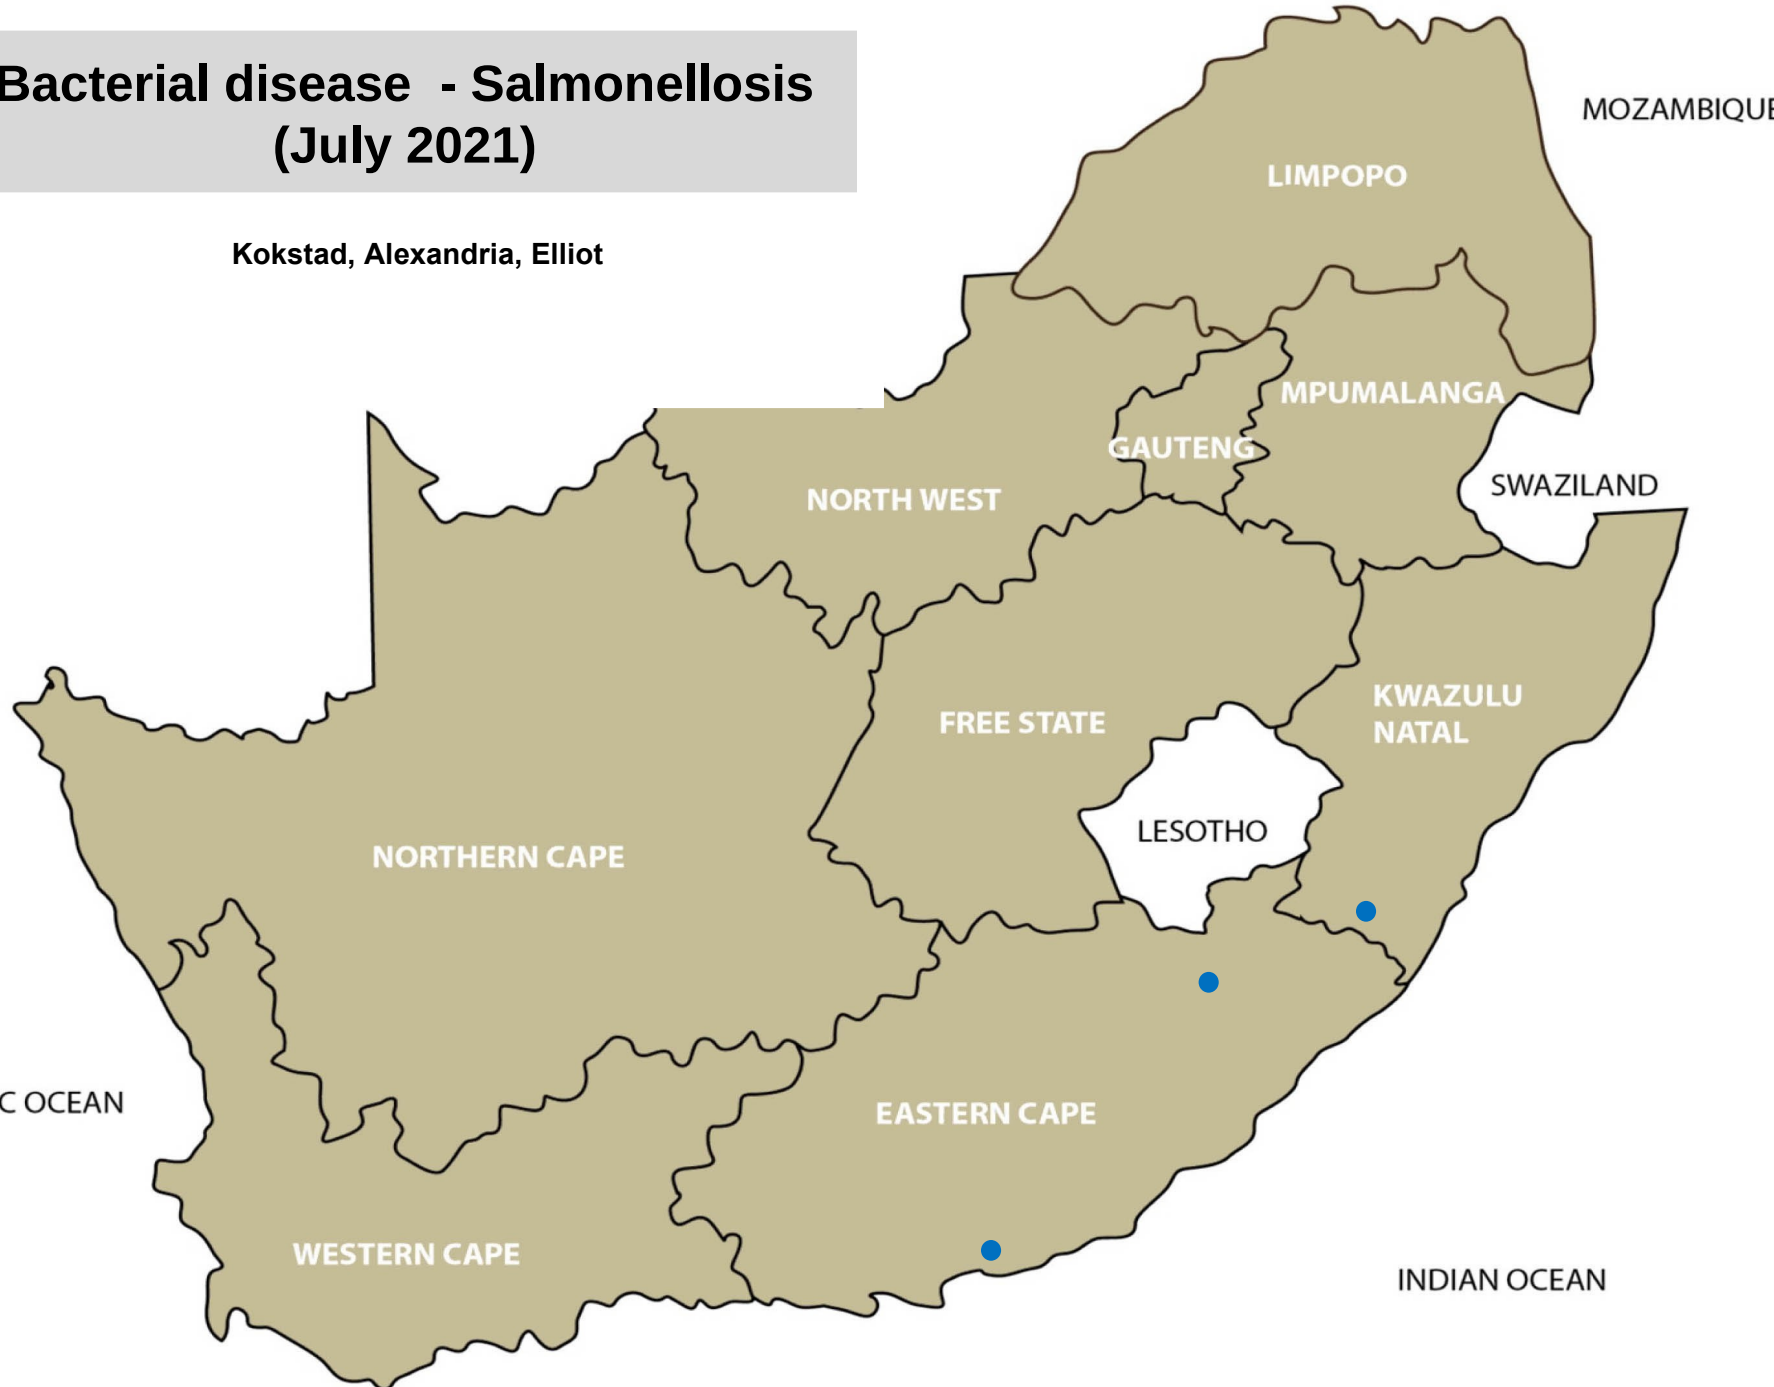 Bacterial disease - Salmonellosis
(July 2021)
Kokstad, Alexandria, Elliot
MOZAMBIQUE
LIMPOPO
MPUMALANGA
GAUTENG
SWAZILAND
NORTH WEST
KWAZULU
NATAL
FREE STATE
LESOTHO
NORTHERN CAPE
C OCEAN
EASTERN CAPE
WESTERN CAPE
INDIAN OCEAN